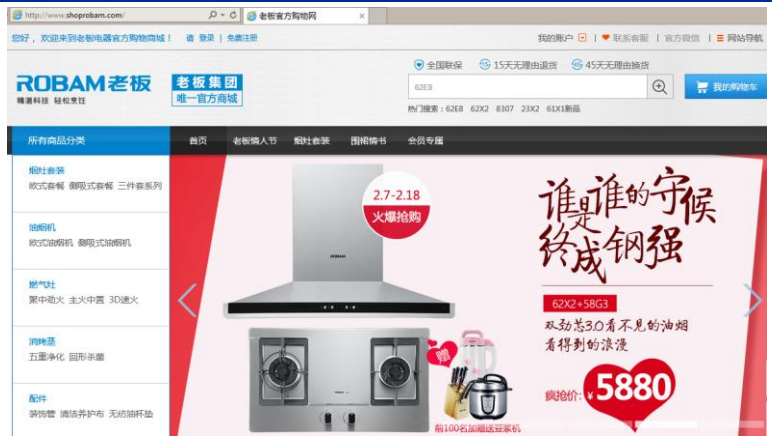 http://www.shoprobam.com/
老板官方购物网
您好，欢迎来到老板电器官方购物商城！ 请 登录 | 免费注册
我的账户 | 联系客服 | 官方微信 | 网站导航
ROBAM老板
精湛科技 轻松烹饪
老板集团
唯一官方商城
全国联保 15天无理由退货 45天无理由换货
62E8
我的购物车
热门搜索：62E8 62X2 8307 23X2 61X1新品
所有商品分类 首页 老板情人节 烟灶套装 围裙情书 会员专属
烟灶套装
欧式套餐 侧吸式套餐 三件套系列
油烟机
欧式油烟机 侧吸式油烟机
燃气灶
聚中劲火 主火中置 3D速火
消烤蒸
五重净化 回形杀菌
配件
装饰管 清洁养护布 无纺油杯垫
2.7-2.18
火爆抢购
ROBAM
谁是谁的守候
终成钢强
62X2+58G3
双劲芯3.0看不见的油烟
看得到的浪漫
疯抢价:¥5880
赠
前100名加赠送豆浆机